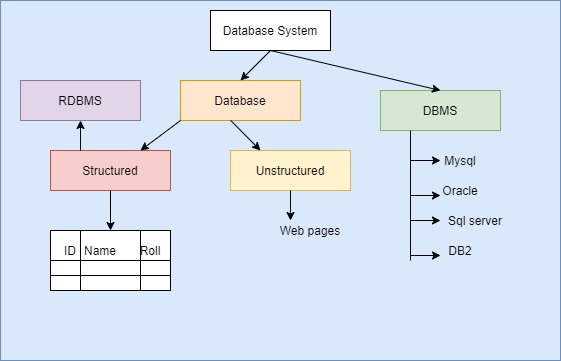 Database System
RDBMS
Database
DBMS
Structured
Unstructured
Mysql
Oracle
Sql server
DB2
Web pages
ID Name Roll